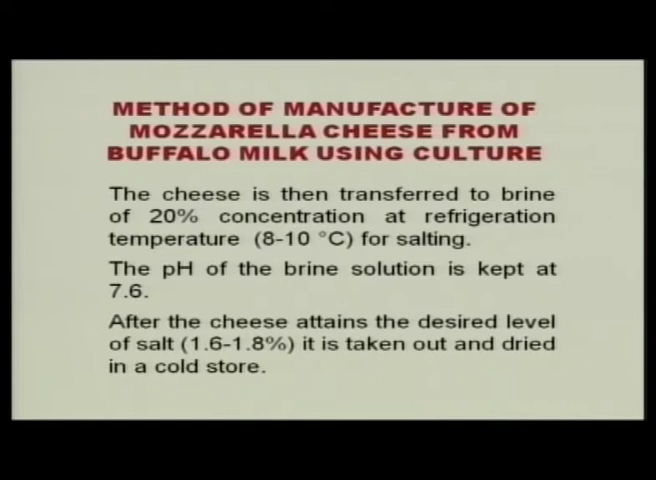 METHOD OF MANUFACTURE OF
MOZZARELLA CHEESE FROM
BUFFALO MILK USING CULTURE
The cheese is then transferred to brine
of 20% concentration at refrigeration
temperature (8-10 °C) for salting.
The pH of the brine solution is kept at
7.6.
After the cheese attains the desired level
of salt (1.6-1.8%) it is taken out and dried
in a cold store.